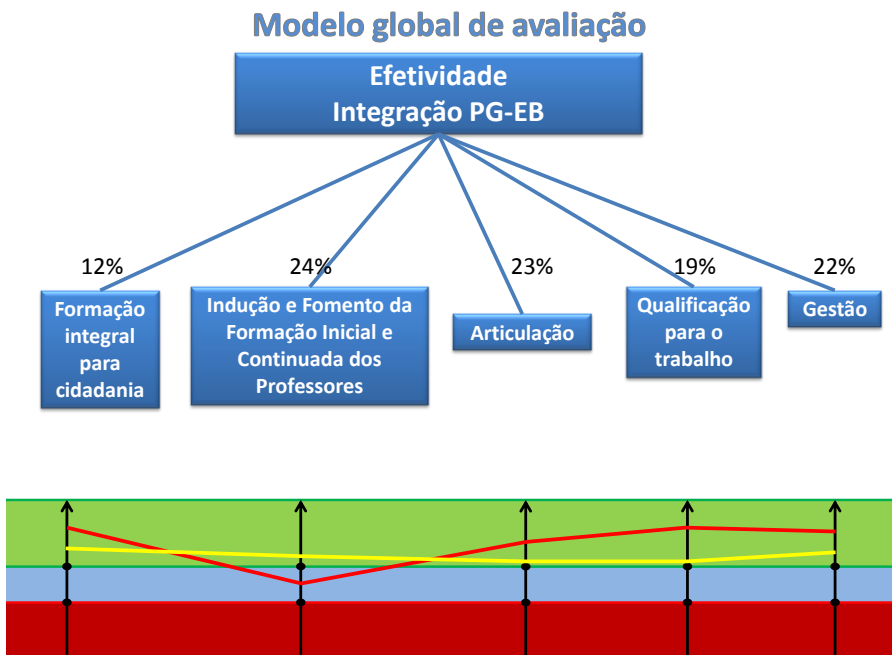 Modelo global de avaliação
Efetividade
Integração PG-EB
12%
24%
23%
19%
22%
Formação
integral
para
cidadania
Indução e Fomento da
Formação Inicial e
Continuada dos
Professores
Articulação
Qualificação
para o
trabalho
Gestão